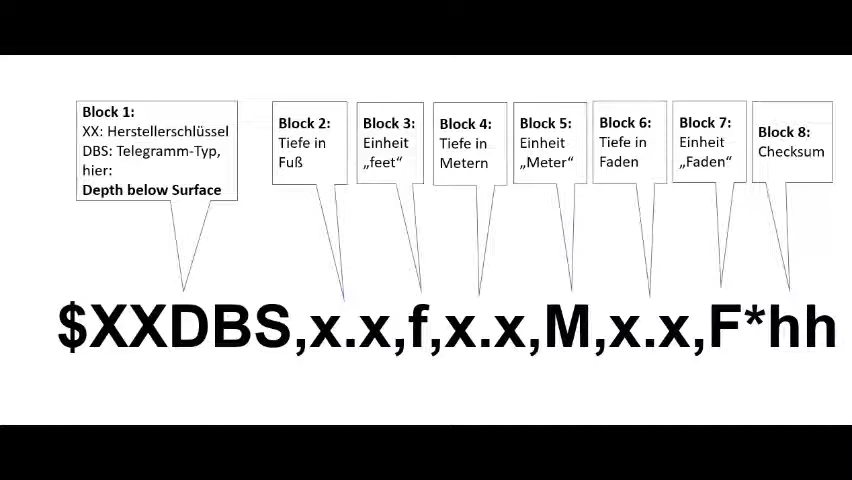 Block 1:
XX: Herstellerschlüssel
DBS: Telegramm-Typ,
hier:
Depth below Surface
Block 2:
Tiefe in
Fuß
Block 3:
Einheit
„feet“
Block 4:
Tiefe in
Metern
Block 5:
Einheit
„Meter“
Block 6:
Tiefe in
Faden
Block 7:
Einheit
„Faden“
Block 8:
Checksum
$XXDBS,x.x,f,x.x,M,x.x,F*hh